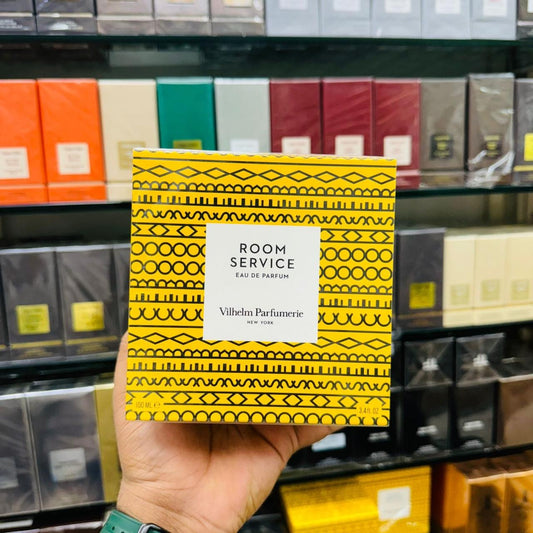 ROOM
SERVICE
EAU DE PARFUM
Vilhelm Parfumerie
NEW YORK
100 ML ℮
3.4 fl.oz